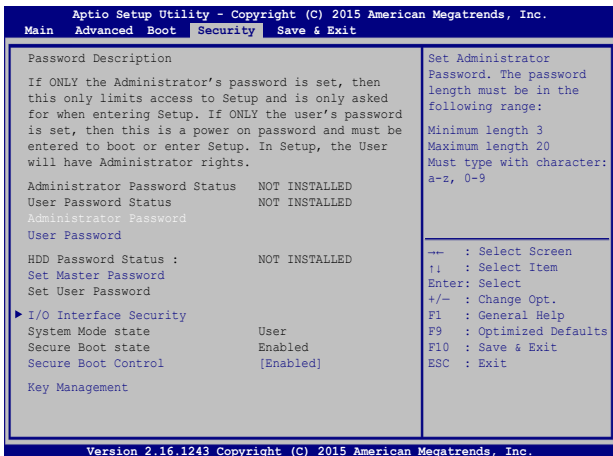 Aptio Setup Utility - Copyright (C) 2015 American Megatrends, Inc.
Main Advanced Boot Security Save & Exit
Password Description
If ONLY the Administrator's password is set, then
this only limits access to Setup and is only asked
for when entering Setup. If ONLY the user's password
is set, then this is a power on password and must be
entered to boot or enter Setup. In Setup, the User
will have Administrator rights.
Administrator Password Status NOT INSTALLED
User Password Status NOT INSTALLED
Administrator Password
User Password
HDD Password Status : NOT INSTALLED
Set Master Password
Set User Password
▶ I/O Interface Security
System Mode state User
Secure Boot state Enabled
Secure Boot Control [Enabled]
Key Management
Set Administrator
Password. The password
length must be in the
following range:
Minimum length 3
Maximum length 20
Must type with character:
a-z, 0-9
→← : Select Screen
↑↓ : Select Item
Enter: Select
+/— : Change Opt.
F1 : General Help
F9 : Optimized Defaults
F10 : Save & Exit
ESC : Exit
Version 2.16.1243 Copyright (C) 2015 American Megatrends, Inc.